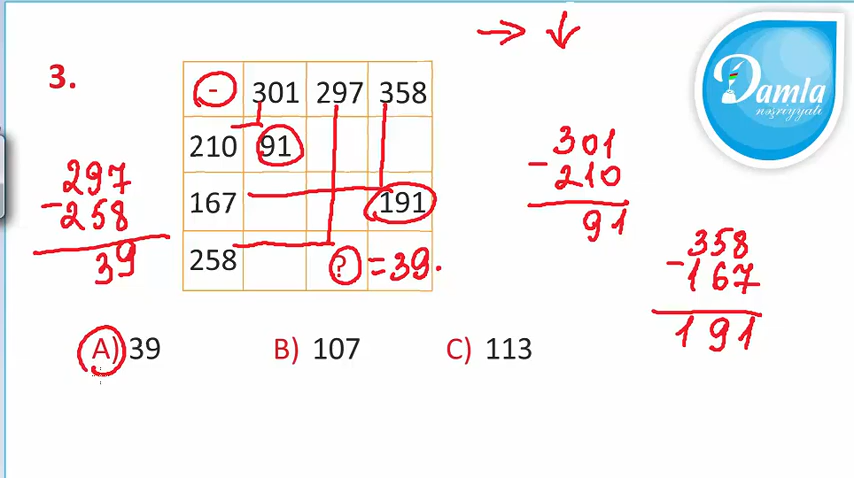 3.
- 301 297 358
210 91
167 191
258 ? = 39.
297
- 258
39
301
- 210
91
358
- 167
191
A) 39 B) 107 C) 113
Damla
nəşriyyatı